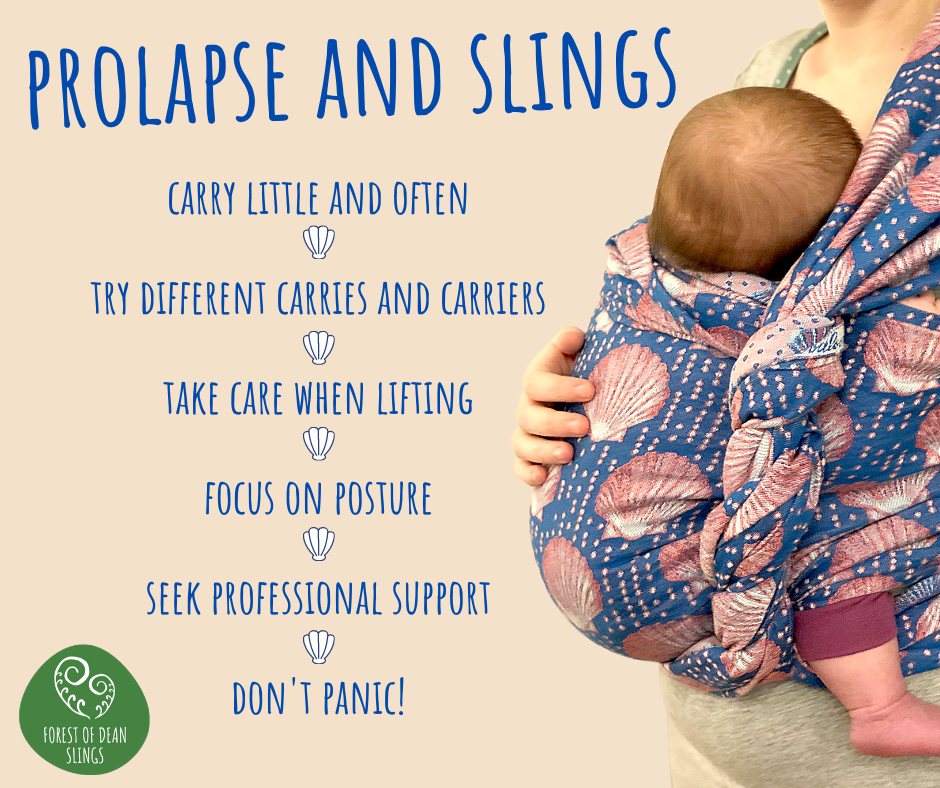 PROLAPSE AND SLINGS
CARRY LITTLE AND OFTEN
TRY DIFFERENT CARRIES AND CARRIERS
TAKE CARE WHEN LIFTING
FOCUS ON POSTURE
SEEK PROFESSIONAL SUPPORT
DON'T PANIC!
FOREST OF DEAN
SLINGS